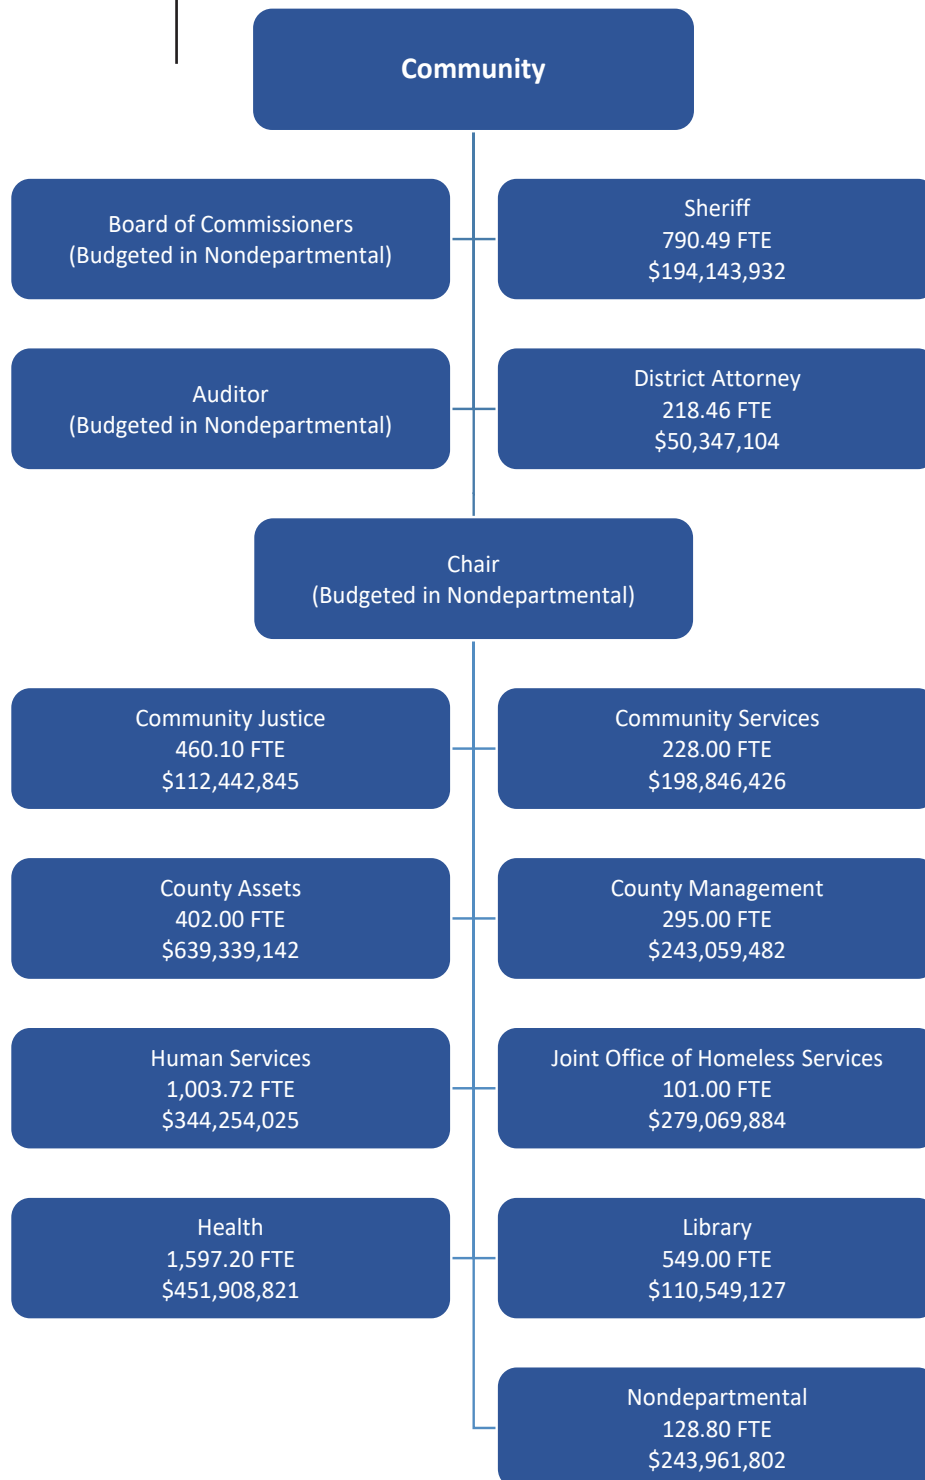 Community
Board of Commissioners
(Budgeted in Nondepartmental)
Sheriff
790.49 FTE
$194,143,932
Auditor
(Budgeted in Nondepartmental)
District Attorney
218.46 FTE
$50,347,104
Chair
(Budgeted in Nondepartmental)
Community Justice
460.10 FTE
$112,442,845
Community Services
228.00 FTE
$198,846,426
County Assets
402.00 FTE
$639,339,142
County Management
295.00 FTE
$243,059,482
Human Services
1,003.72 FTE
$344,254,025
Joint Office of Homeless Services
101.00 FTE
$279,069,884
Health
1,597.20 FTE
$451,908,821
Library
549.00 FTE
$110,549,127
Nondepartmental
128.80 FTE
$243,961,802